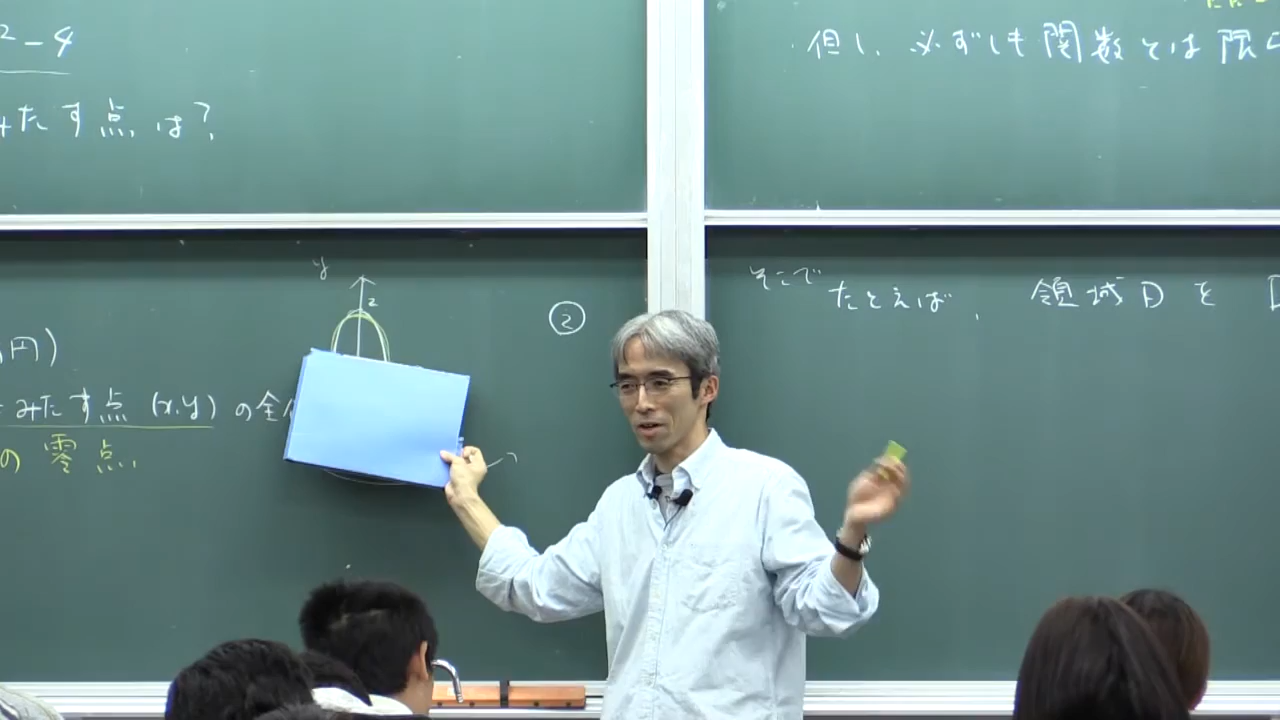 ²-4
みたす点は?
円)
みたす点 (x,y) の全
の零点.
y
2
②
但し、必ずしも関数とは限
そこで
たとえば、 領域Dを